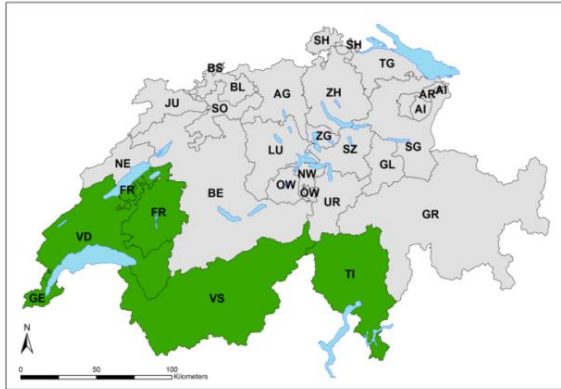 SH
SH
BS
TG
BL
AG
ZH
AR
AI
JU
SO
AI
ZG
LU
SZ
SG
NE
GL
NW
FR
OW
OW
BE
FR
UR
GR
VD
TI
GE
VS
N
0
50
100
Kilometers